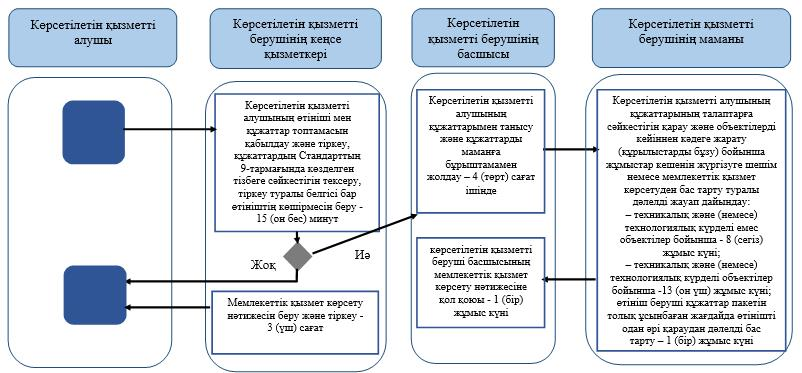 Көрсетілетін қызметті
алушы
Көрсетілетін қызметті
берушінің кеңсе
қызметкері
Көрсетілетін
қызметті берушінің
басшысы
Көрсетілетін қызметті
берушінің маманы
Көрсетілетін қызметті
алушының өтініші мен
құжаттар топтамасын
қабылдау және тіркеу,
құжаттардың Стандарттың
9-тармағында көзделген
тізбеге сәйкестігін тексеру,
тіркеу туралы белгісі бар
өтініштің көшірмесін беру -
15 (он бес) минут
Жоқ
Иә
Мемлекеттік қызмет көрсету
нәтижесін беру және тіркеу -
3 (үш) сағат
Көрсетілетін қызметті
алушының
құжаттарымен танысу
және құжаттарды
маманға
бұрыштамамен
жолдау – 4 (төрт) сағат
ішінде
көрсетілетін қызметті
беруші басшысының
мемлекеттік қызмет
көрсету нәтижесіне
қол қоюы - 1 (бір)
жұмыс күні
Көрсетілетін қызметті алушының
құжаттарының талаптарға
сәйкестігін қарау және объектілерді
кейіннен кәдеге жарату
(құрылыстарды бұзу) бойынша
жұмыстар кешенін жүргізуге шешім
немесе мемлекеттік қызмет
көрсетуден бас тарту туралы
дәлелді жауап дайындау:
– техникалық және (немесе)
технологиялық күрделі емес
объектілер бойынша - 8 (сегіз)
жұмыс күні;
– техникалық және (немесе)
технологиялық күрделі объектілер
бойынша -13 (он үш) жұмыс күні;
өтініш беруші құжаттар пакетін
толық ұсынбаған жағдайда өтінішті
одан әрі қараудан дәлелді бас
тарту – 1 (бір) жұмыс күні